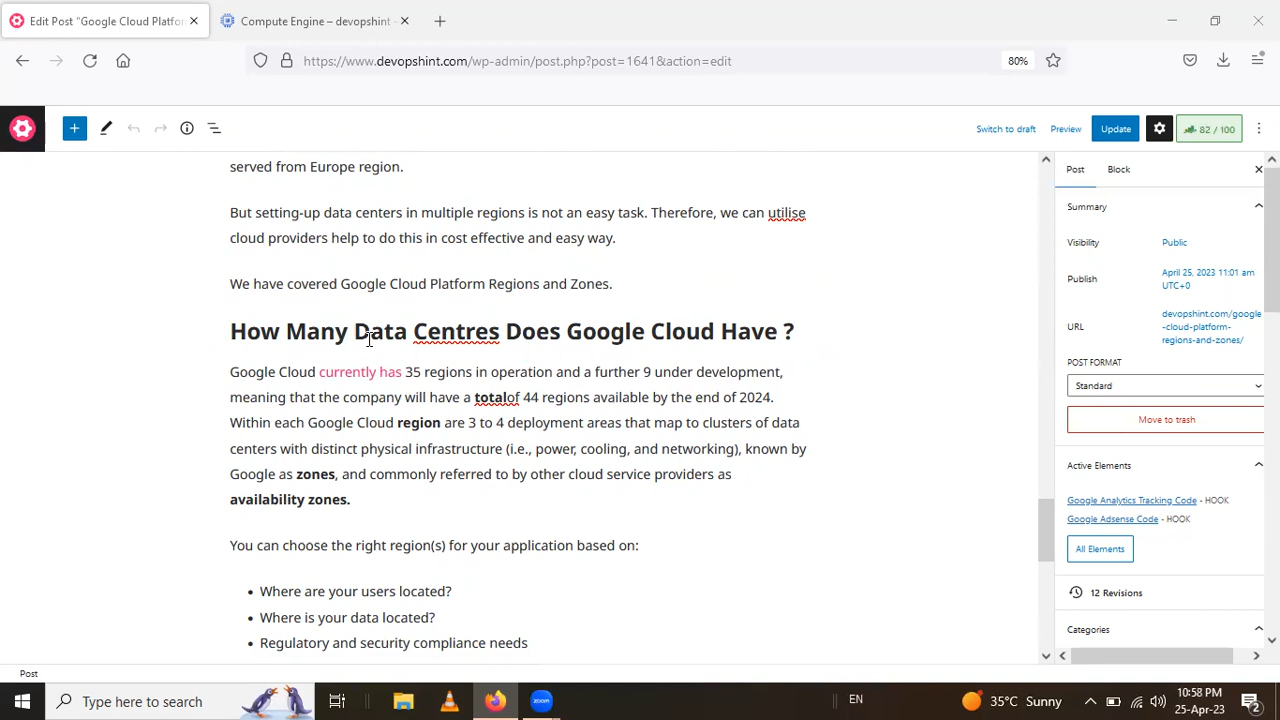 Edit Post "Google Cloud Platfor
Compute Engine – devopshint –
https://www.devopshint.com/wp-admin/post.php?post=1641&action=edit
80%
Switch to draft
Preview
Update
82 / 100
served from Europe region.
But setting-up data centers in multiple regions is not an easy task. Therefore, we can utilise
cloud providers help to do this in cost effective and easy way.
We have covered Google Cloud Platform Regions and Zones.
How Many Data Centres Does Google Cloud Have ?
Google Cloud currently has 35 regions in operation and a further 9 under development,
meaning that the company will have a totalof 44 regions available by the end of 2024.
Within each Google Cloud region are 3 to 4 deployment areas that map to clusters of data
centers with distinct physical infrastructure (i.e., power, cooling, and networking), known by
Google as zones, and commonly referred to by other cloud service providers as
availability zones.
You can choose the right region(s) for your application based on:
• Where are your users located?
• Where is your data located?
• Regulatory and security compliance needs
Post
Block
Summary
Visibility
Public
Publish
April 25, 2023 11:01 am
UTC+0
URL
devopshint.com/google
-cloud-platform-
regions-and-zones/
POST FORMAT
Standard
Move to trash
Active Elements
Google Analytics Tracking Code - HOOK
Google Adsense Code - HOOK
All Elements
12 Revisions
Categories
Post
Type here to search
zoom
EN
35°C Sunny
10:58 PM
25-Apr-23
2